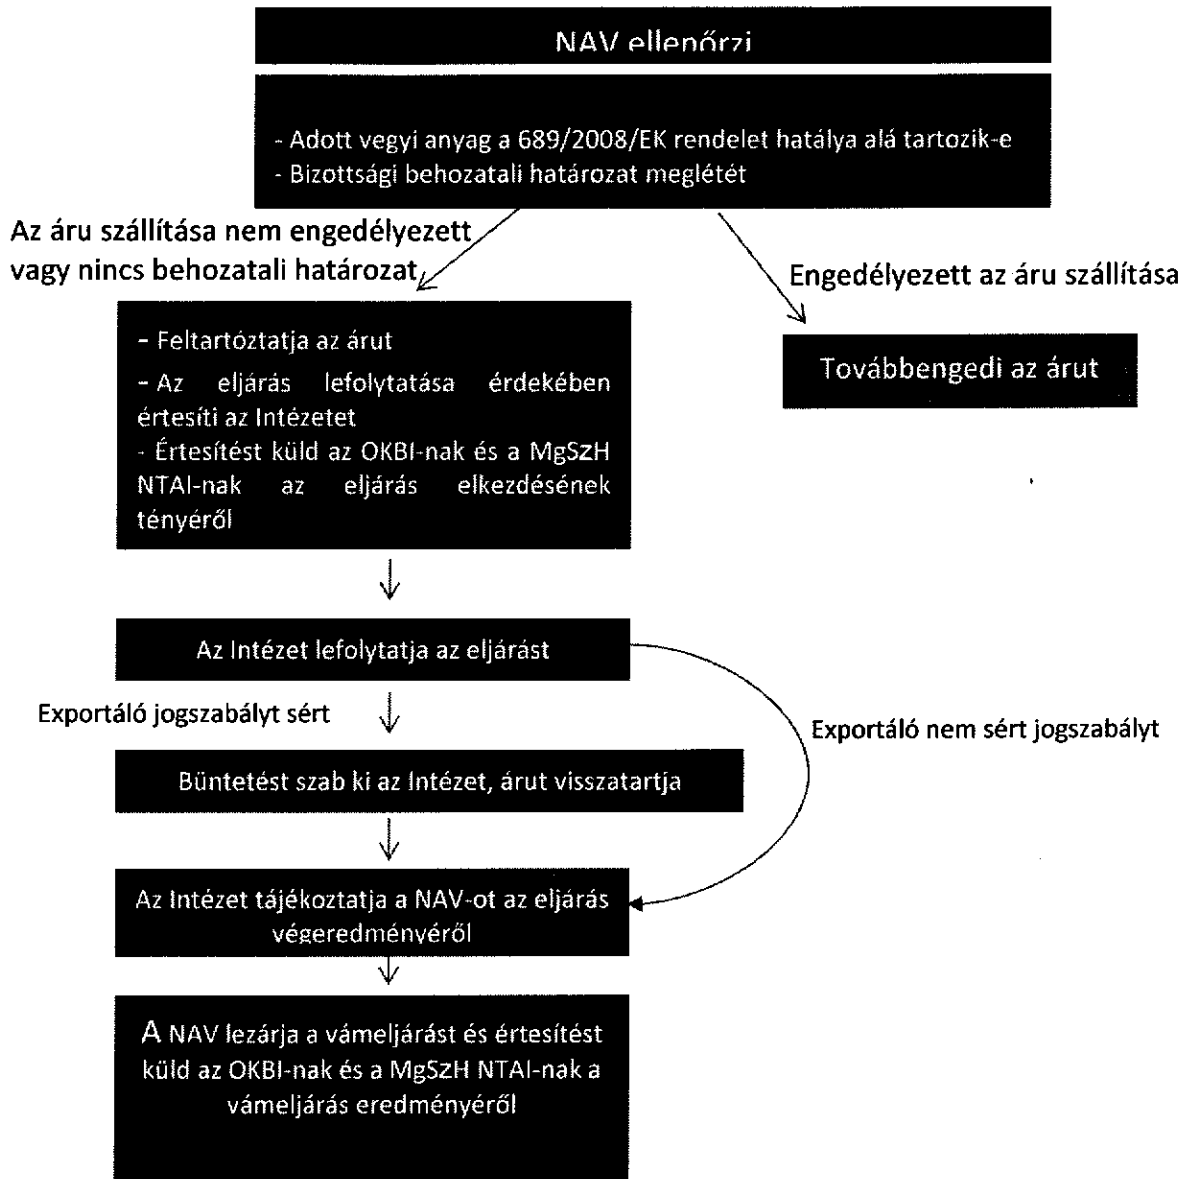 NAV ellenőrzi
- Adott vegyi anyag a 689/2008/EK rendelet hatálya alá tartozik-e
- Bizottsági behozatali határozat meglétét
Az áru szállítása nem engedélyezett
vagy nincs behozatali határozat
Engedélyezett az áru szállítása
- Feltartóztatja az árut
- Az eljárás lefolytatása érdekében
értesíti az Intézetet
- Értesítést küld az OKBI-nak és a MgSzH
NTAI-nak az eljárás elkezdésének
tényéről
Továbbengedi az árut
Az Intézet lefolytatja az eljárást
Exportáló jogszabályt sért
Exportáló nem sért jogszabályt
Büntetést szab ki az Intézet, árut visszatartja
Az Intézet tájékoztatja a NAV-ot az eljárás
végeredményéről
A NAV lezárja a vámeljárást és értesítést
küld az OKBI-nak és a MgSzH NTAI-nak a
vámeljárás eredményéről